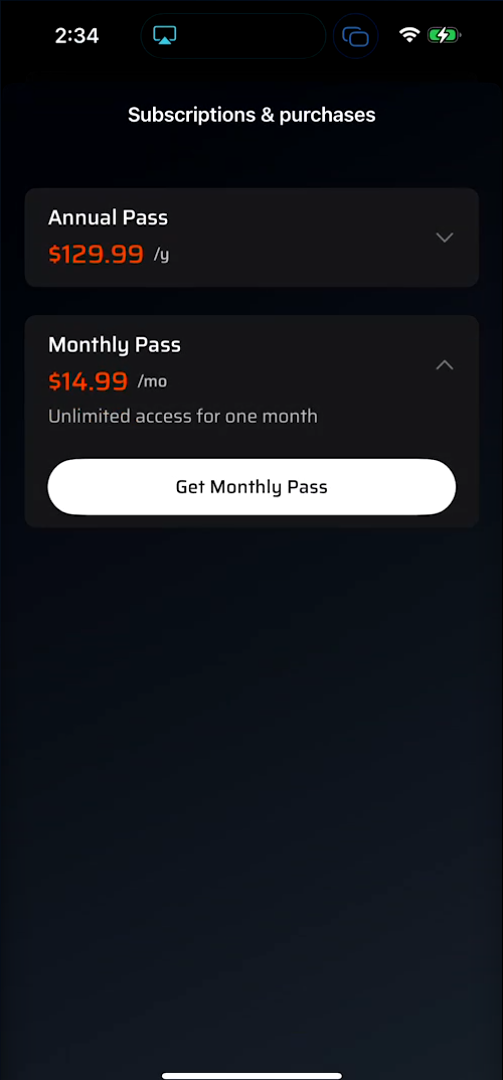 2:34
Subscriptions & purchases
Annual Pass
$129.99 /y
Monthly Pass
$14.99 /mo
Unlimited access for one month
Get Monthly Pass